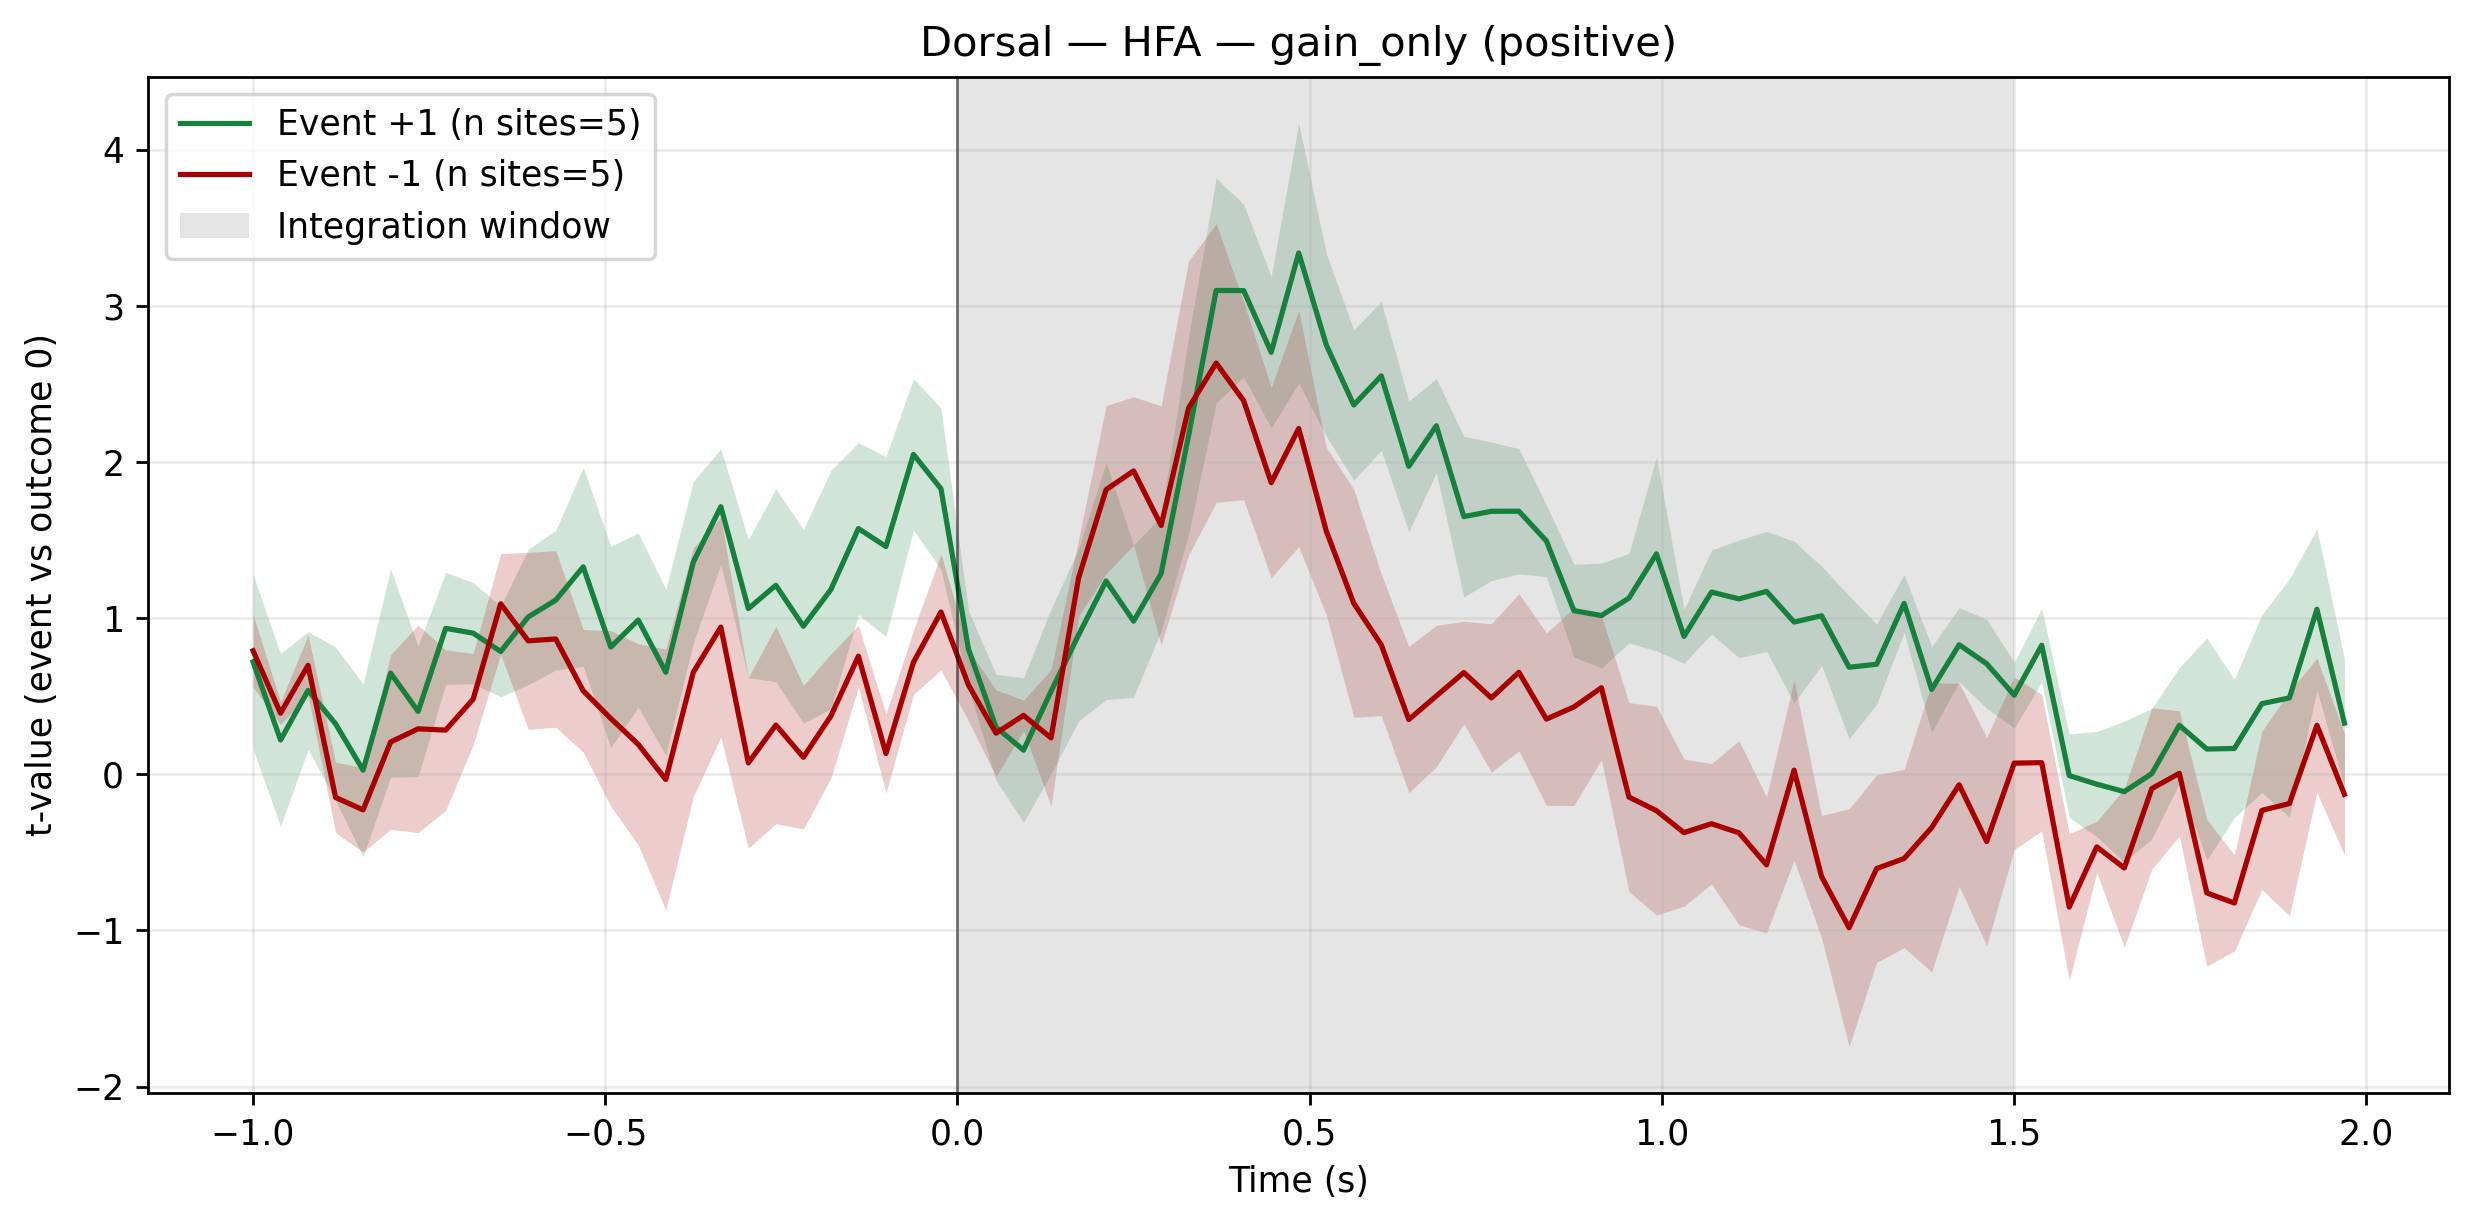 Dorsal — HFA — gain_only (positive)
Event +1 (n sites=5)
Event -1 (n sites=5)
Integration window
t-value (event vs outcome 0)
4
3
2
1
0
−1
−2
−1.0
−0.5
0.0
0.5
1.0
1.5
2.0
Time (s)